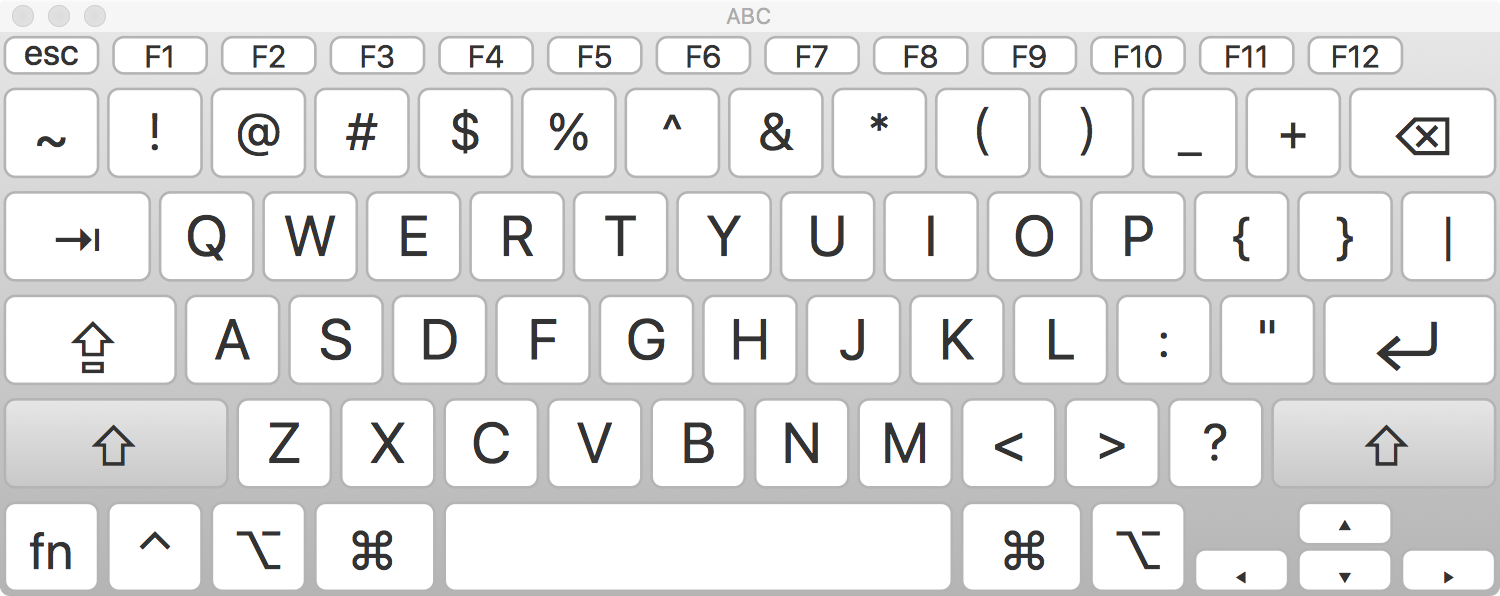 ABC
esc F1 F2 F3 F4 F5 F6 F7 F8 F9 F10 F11 F12
~ ! @ # $ % ^ & * ( ) _ + ⌫
⇥ Q W E R T Y U I O P { } |
⇪ A S D F G H J K L : " ↩
⇧ Z X C V B N M < > ? ⇧
fn ^ ⌥ ⌘ ⌘ ⌥ ◂ ▴ ▾ ▸